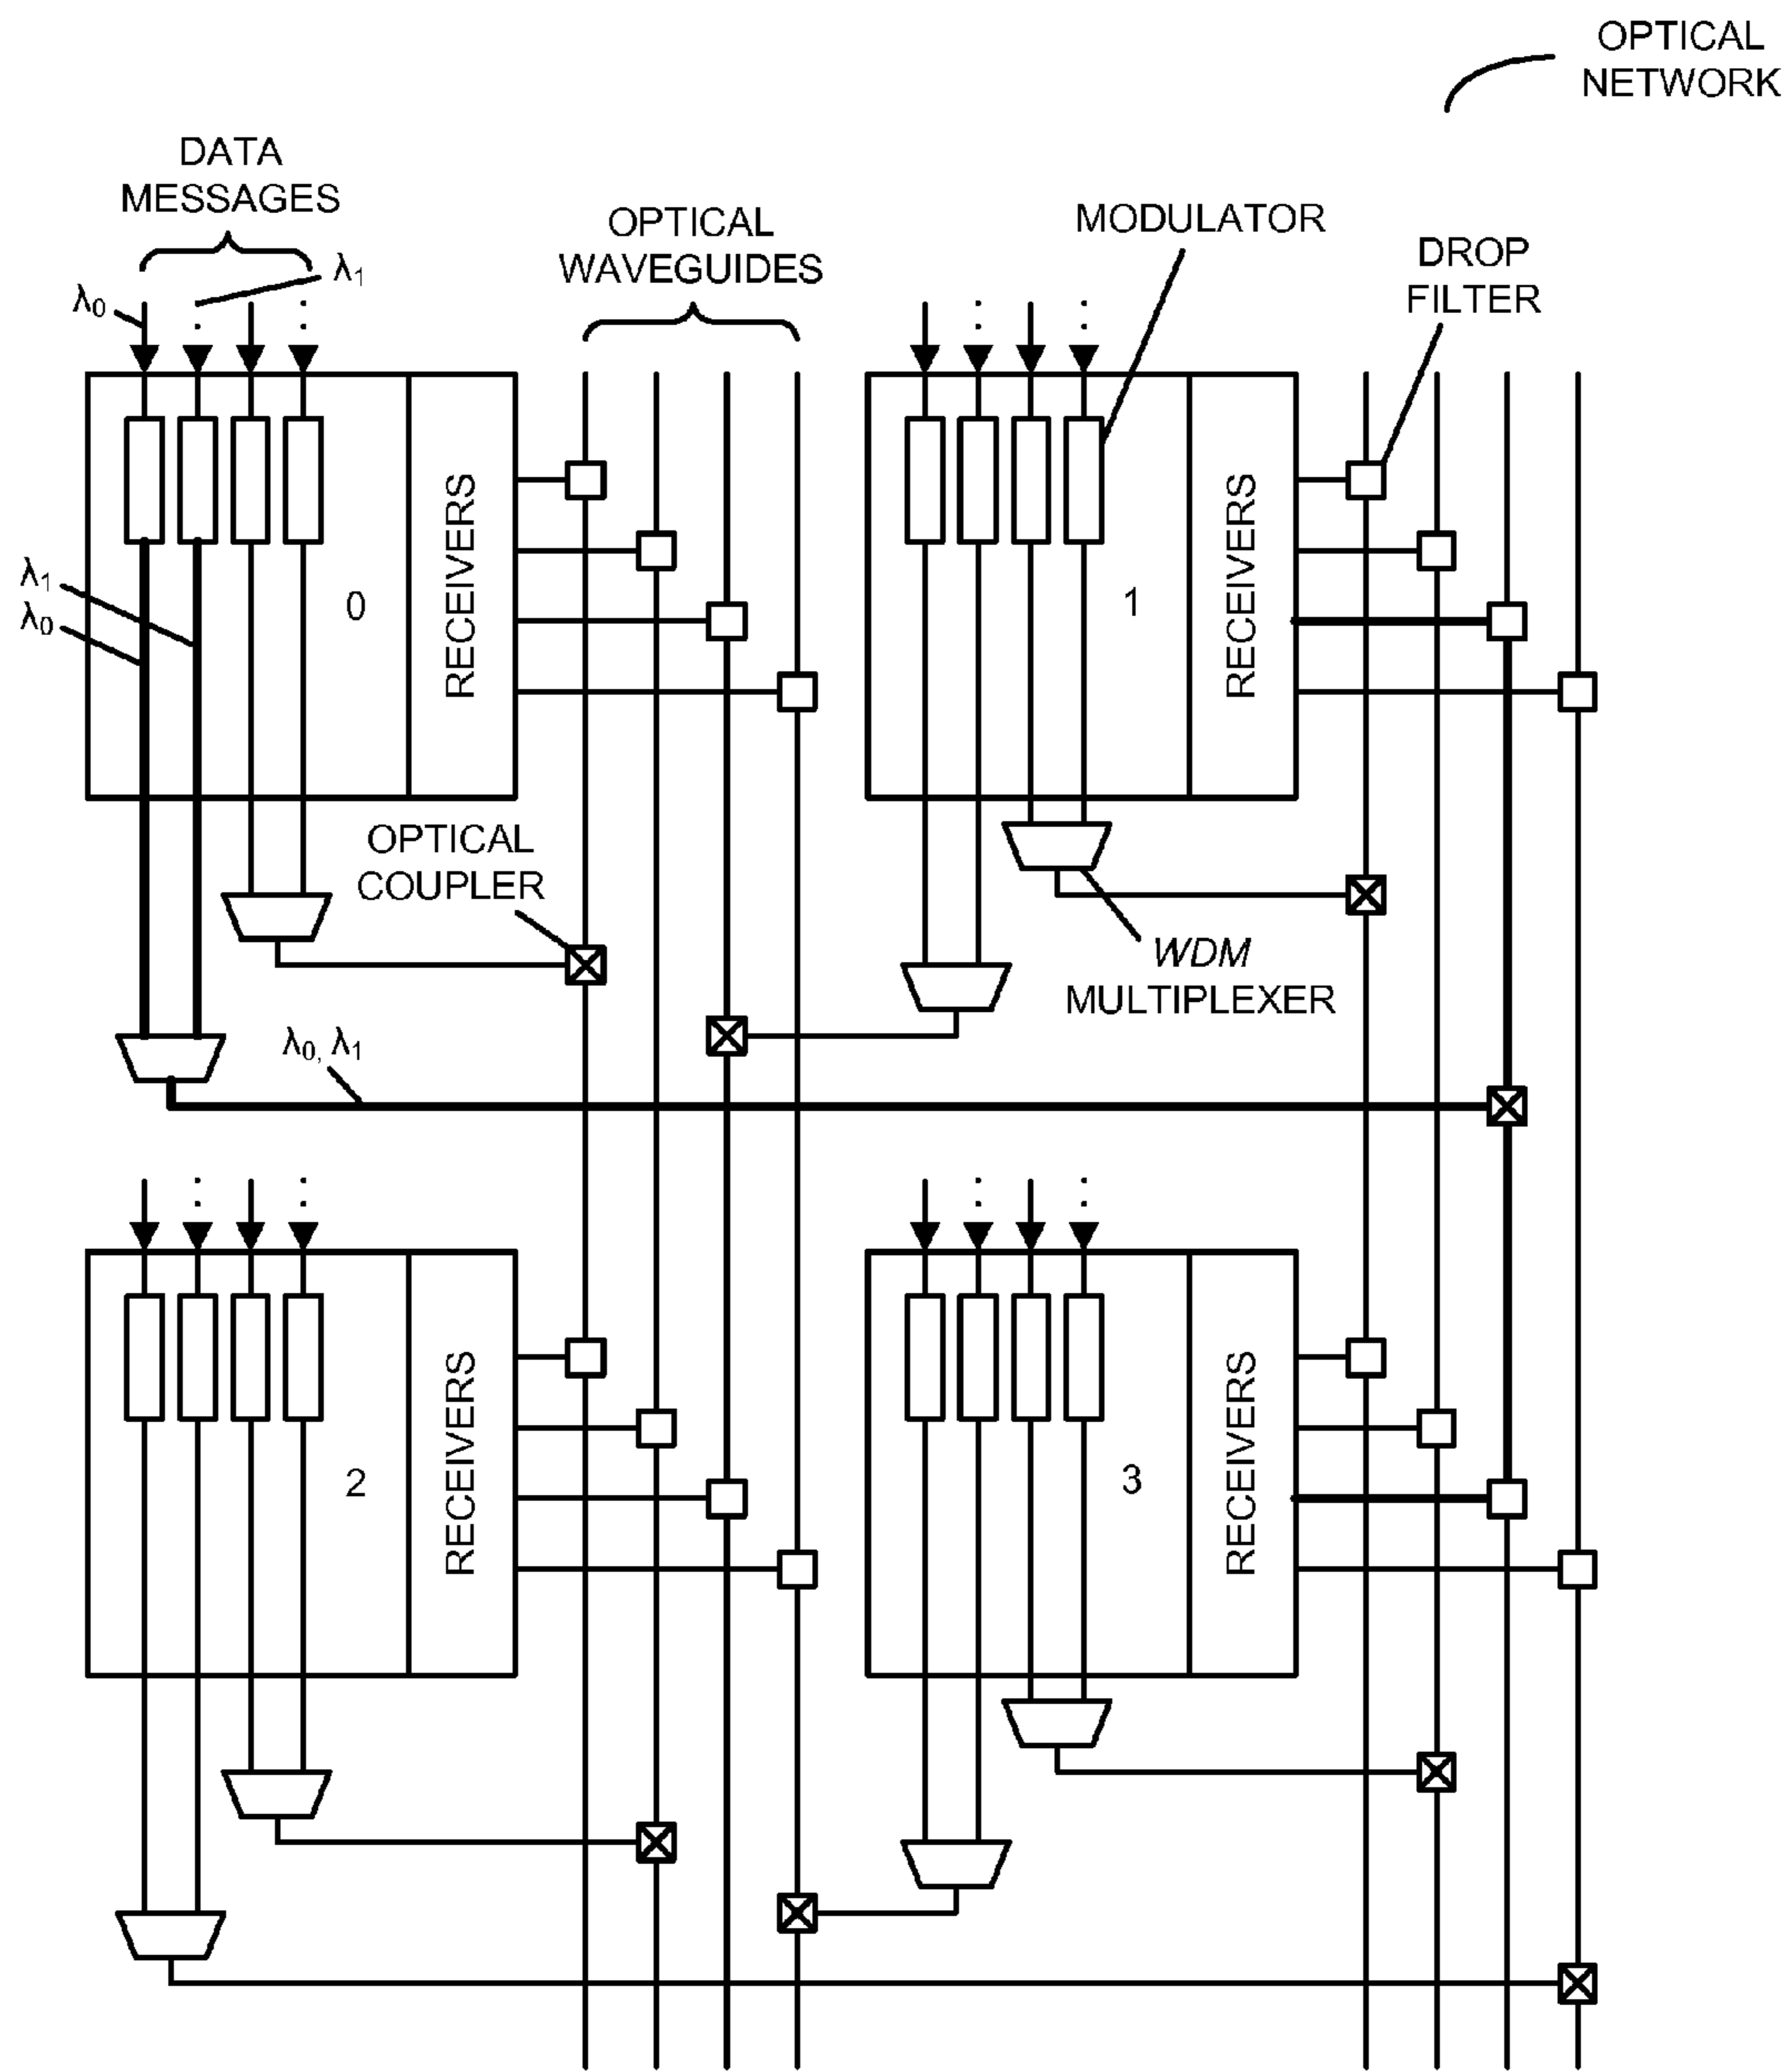 OPTICAL
NETWORK
DATA
MESSAGES
OPTICAL
WAVEGUIDES
MODULATOR
DROP
FILTER
λ0
λ1
RECEIVERS
0
RECEIVERS
1
λ1
λ0
OPTICAL
COUPLER
WDM
MULTIPLEXER
λ0, λ1
RECEIVERS
2
RECEIVERS
3